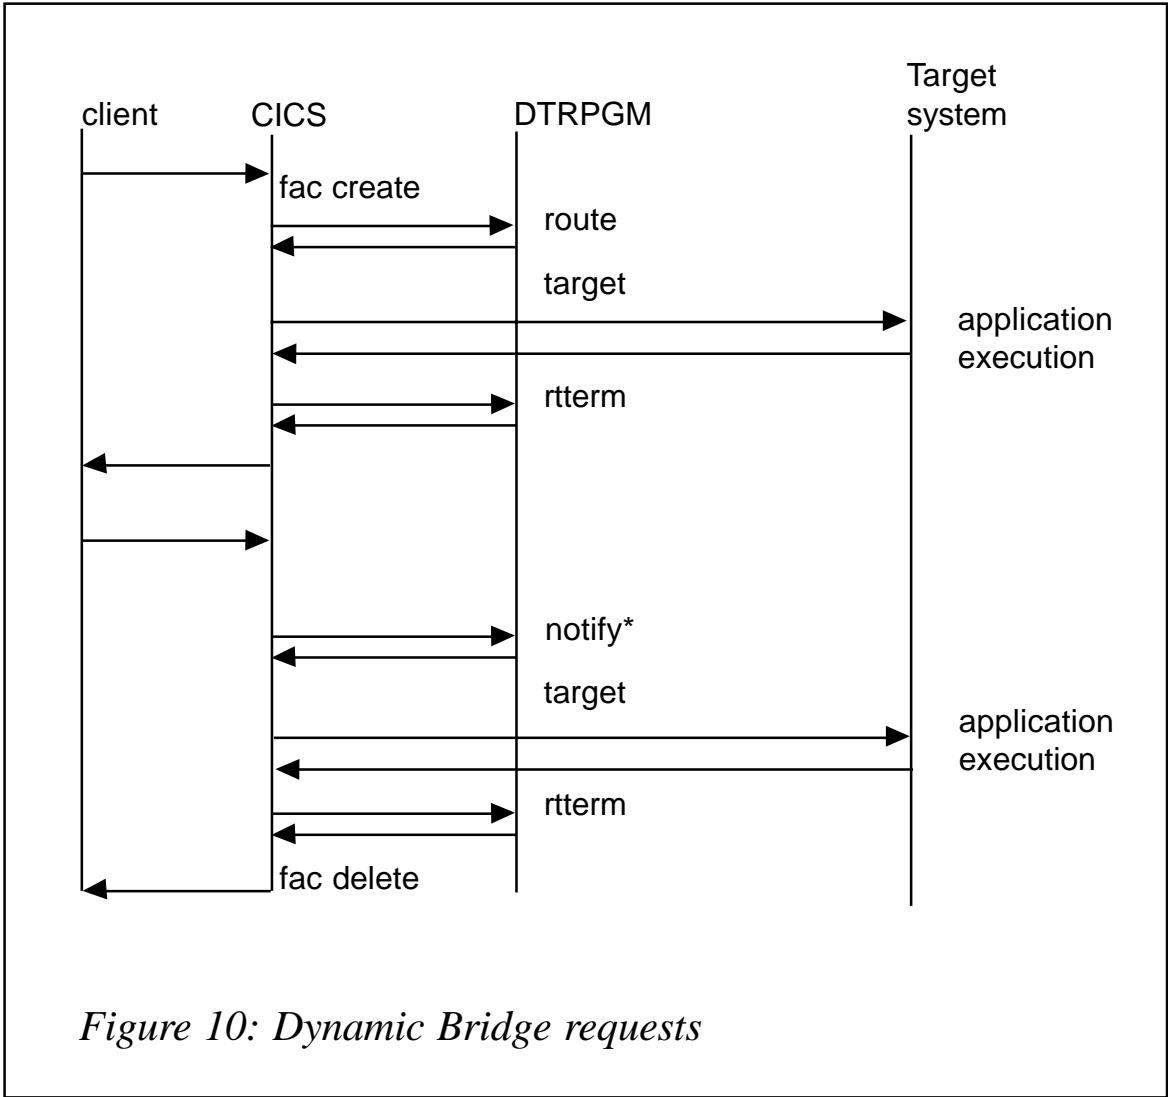 Target
system
client
CICS
DTRPGM
fac create
route
target
application
execution
rtterm
notify*
target
application
execution
rtterm
fac delete
Figure 10: Dynamic Bridge requests